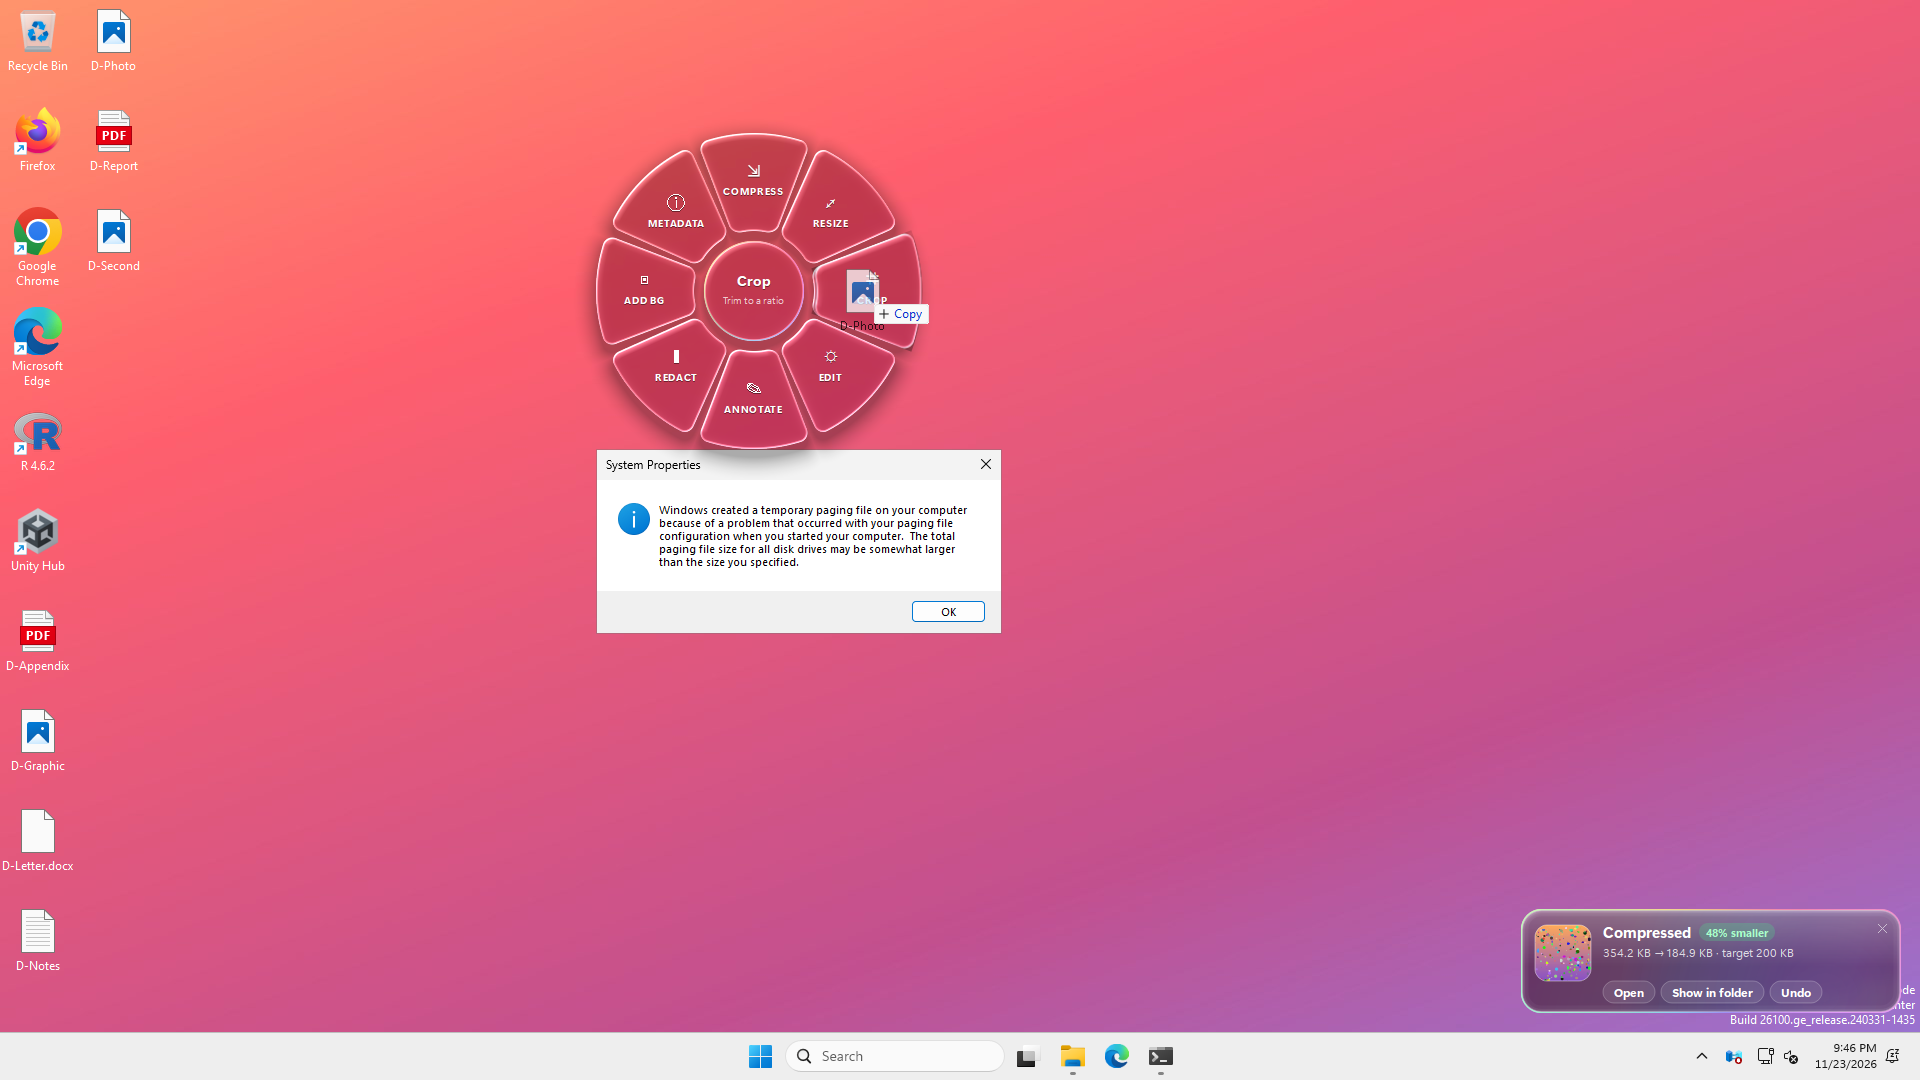 Recycle Bin
D-Photo
Firefox
PDF
D-Report
Google
Chrome
D-Second
Microsoft
Edge
R 4.6.2
Unity Hub
PDF
D-Appendix
D-Graphic
D-Letter.docx
D-Notes
COMPRESS
METADATA
RESIZE
ADD BG
Crop
Trim to a ratio
CROP
+ Copy
D-Photo
REDACT
EDIT
ANNOTATE
System Properties
Windows created a temporary paging file on your computer
because of a problem that occurred with your paging file
configuration when you started your computer.  The total
paging file size for all disk drives may be somewhat larger
than the size you specified.
OK
Compressed
48% smaller
354.2 KB → 184.9 KB · target 200 KB
Open
Show in folder
Undo
Build 26100.ge_release.240331-1435
Search
9:46 PM
11/23/2026